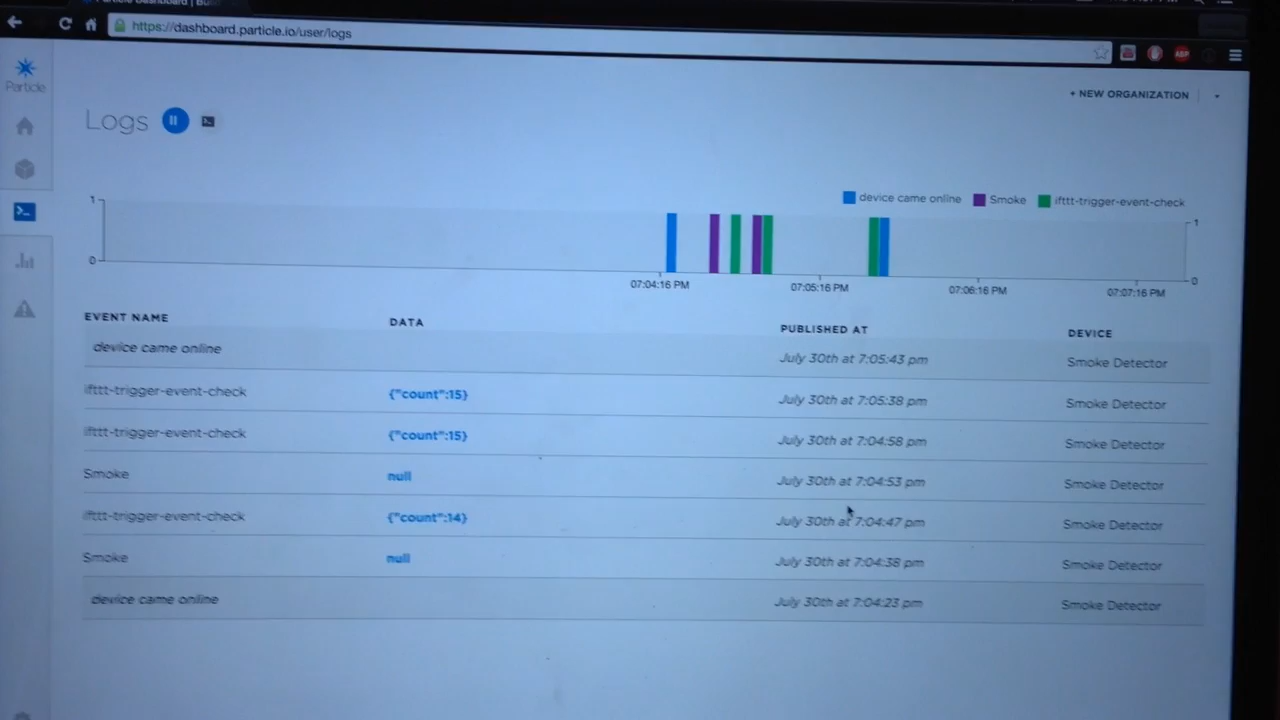 https://dashboard.particle.io/user/logs
ABP
Particle
+ NEW ORGANIZATION
Logs
device came online Smoke ifttt-trigger-event-check
1 1
0 0
07:04:16 PM 07:05:16 PM 07:06:16 PM 07:07:16 PM
EVENT NAME DATA PUBLISHED AT DEVICE
device came online July 30th at 7:05:43 pm Smoke Detector
ifttt-trigger-event-check {"count":15} July 30th at 7:05:38 pm Smoke Detector
ifttt-trigger-event-check {"count":15} July 30th at 7:04:58 pm Smoke Detector
Smoke null July 30th at 7:04:53 pm Smoke Detector
ifttt-trigger-event-check {"count":14} July 30th at 7:04:47 pm Smoke Detector
Smoke null July 30th at 7:04:38 pm Smoke Detector
device came online July 30th at 7:04:23 pm Smoke Detector